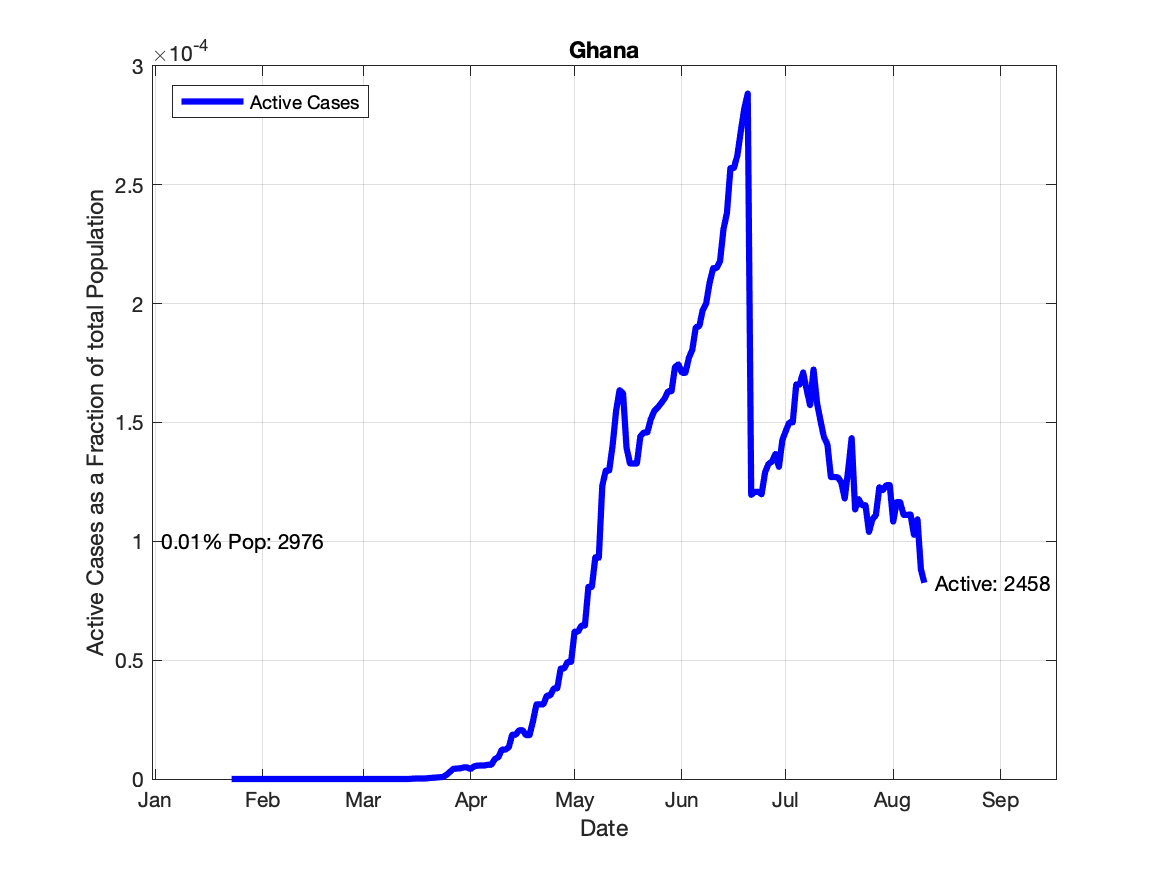 Ghana
×10-4
3
2.5
2
1.5
1
0.5
0
Active Cases
0.01% Pop: 2976
Active: 2458
Active Cases as a Fraction of total Population
Jan Feb Mar Apr May Jun Jul Aug Sep
Date